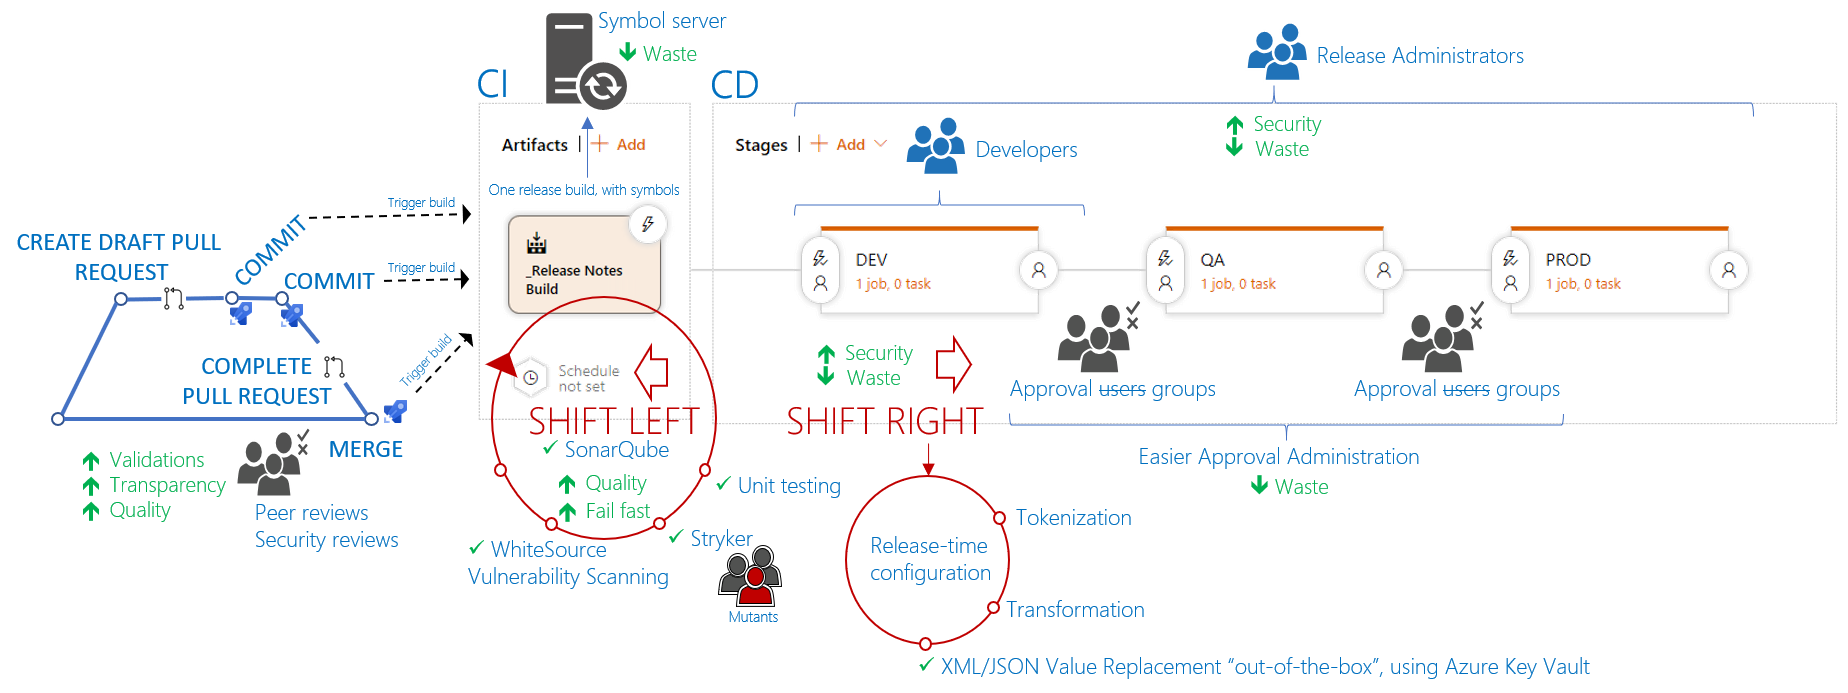 Symbol server
Waste
CI
CD
Release Administrators
Security
Waste
Artifacts | + Add
Stages | + Add
Developers
One release build, with symbols
Trigger build
CREATE DRAFT PULL
REQUEST
COMMIT
COMMIT
Trigger build
_Release Notes
Build
DEV
1 job, 0 task
QA
1 job, 0 task
PROD
1 job, 0 task
COMPLETE
PULL REQUEST
Trigger build
Schedule
not set
Security
Waste
Approval users groups
Approval users groups
SHIFT LEFT
SHIFT RIGHT
MERGE
SonarQube
Validations
Transparency
Quality
Peer reviews
Security reviews
Quality
Fail fast
Unit testing
Easier Approval Administration
Waste
WhiteSource
Vulnerability Scanning
Stryker
Mutants
Release-time
configuration
Tokenization
Transformation
XML/JSON Value Replacement “out-of-the-box”, using Azure Key Vault